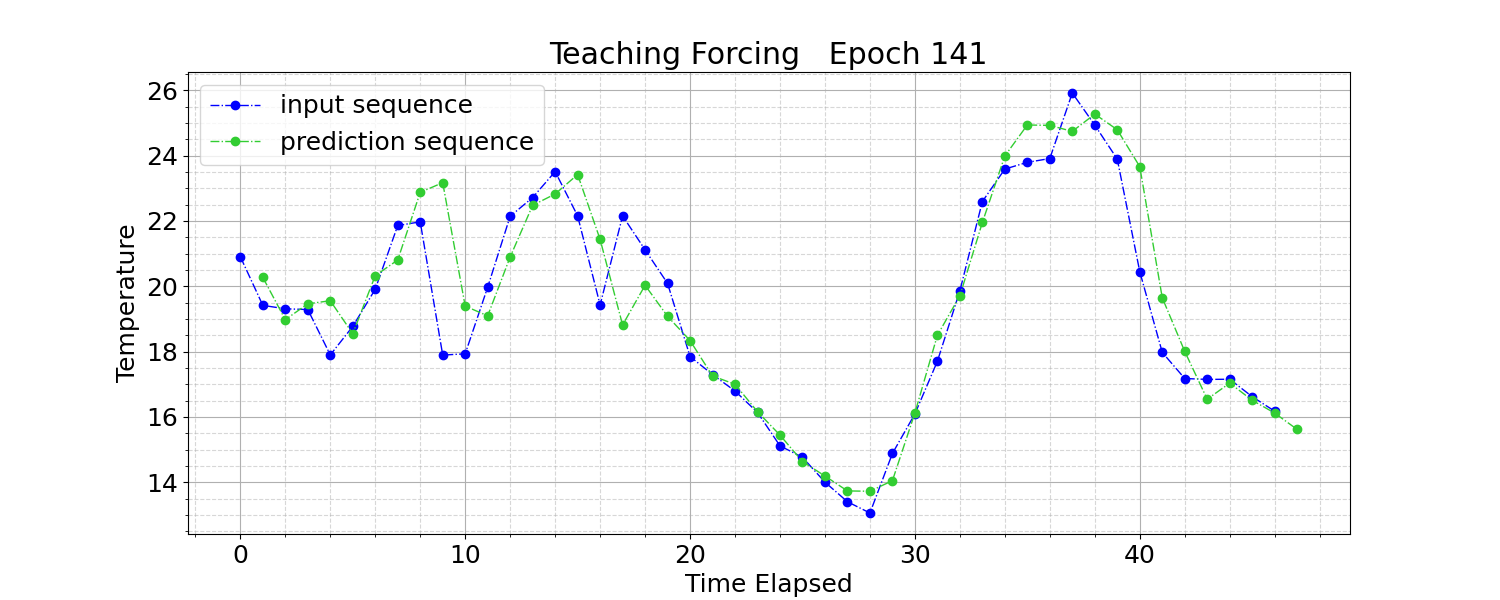 Teaching Forcing   Epoch 141
input sequence
prediction sequence
Temperature
26
24
22
20
18
16
14
0 10 20 30 40
Time Elapsed